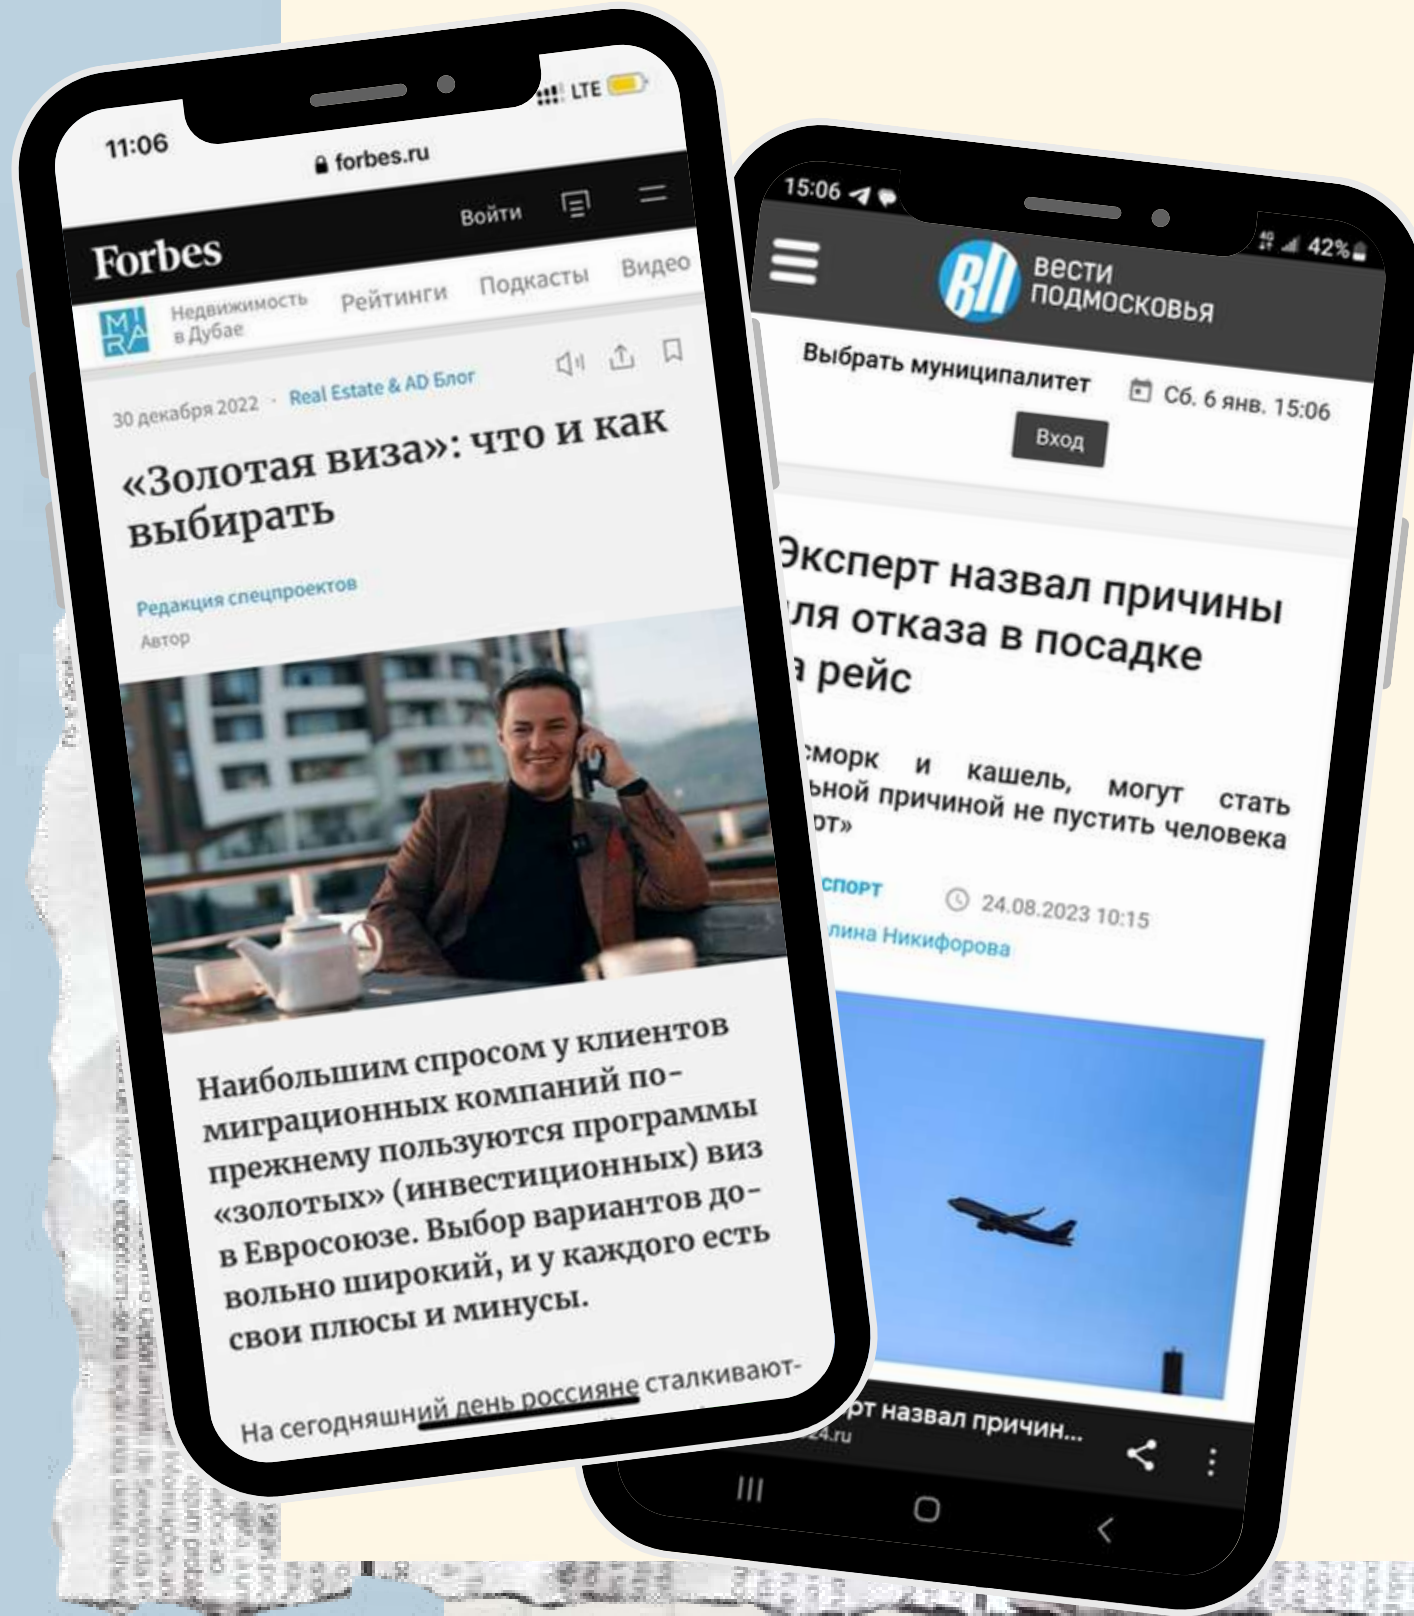 11:06
LTE
forbes.ru
Forbes
Войти
MIRA
Недвижимость
в Дубае
Рейтинги
Подкасты
Видео
30 декабря 2022 · Real Estate & AD Блог
«Золотая виза»: что и как
выбирать
Редакция спецпроектов
Автор
Наибольшим спросом у клиентов
миграционных компаний по-
прежнему пользуются программы
«золотых» (инвестиционных) виз
в Евросоюзе. Выбор вариантов до-
вольно широкий, и у каждого есть
свои плюсы и минусы.
На сегодняшний день россияне сталкивают-
15:06
4G
42%
ВП
ВЕСТИ
ПОДМОСКОВЬЯ
Выбрать муниципалитет
Сб. 6 янв. 15:06
Вход
Эксперт назвал причины
ля отказа в посадке
а рейс
сморк и кашель, могут стать
ьной причиной не пустить человека
рт»
СПОРТ
24.08.2023 10:15
лина Никифорова
рт назвал причин...
24.ru